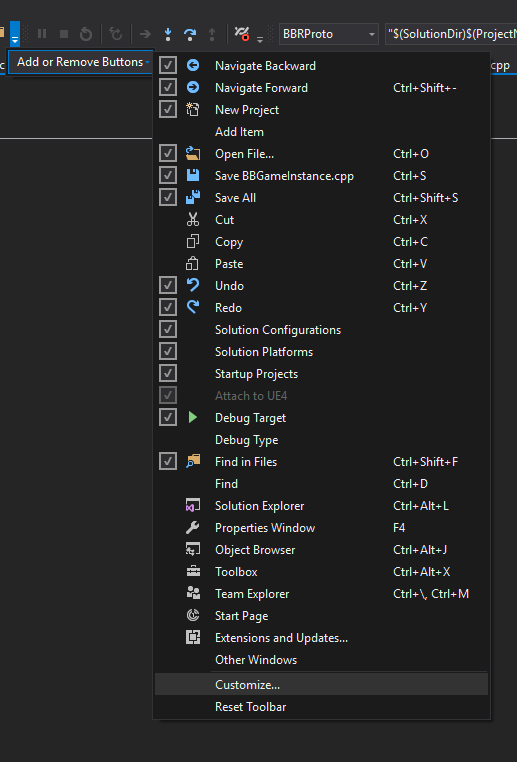 BBRProto
"$(SolutionDir)$(ProjectN
Add or Remove Buttons
cpp
Navigate Backward
Navigate Forward Ctrl+Shift+-
New Project
Add Item
Open File... Ctrl+O
Save BBGameInstance.cpp Ctrl+S
Save All Ctrl+Shift+S
Cut Ctrl+X
Copy Ctrl+C
Paste Ctrl+V
Undo Ctrl+Z
Redo Ctrl+Y
Solution Configurations
Solution Platforms
Startup Projects
Attach to UE4
Debug Target
Debug Type
Find in Files Ctrl+Shift+F
Find Ctrl+D
Solution Explorer Ctrl+Alt+L
Properties Window F4
Object Browser Ctrl+Alt+J
Toolbox Ctrl+Alt+X
Team Explorer Ctrl+\, Ctrl+M
Start Page
Extensions and Updates...
Other Windows
Customize...
Reset Toolbar